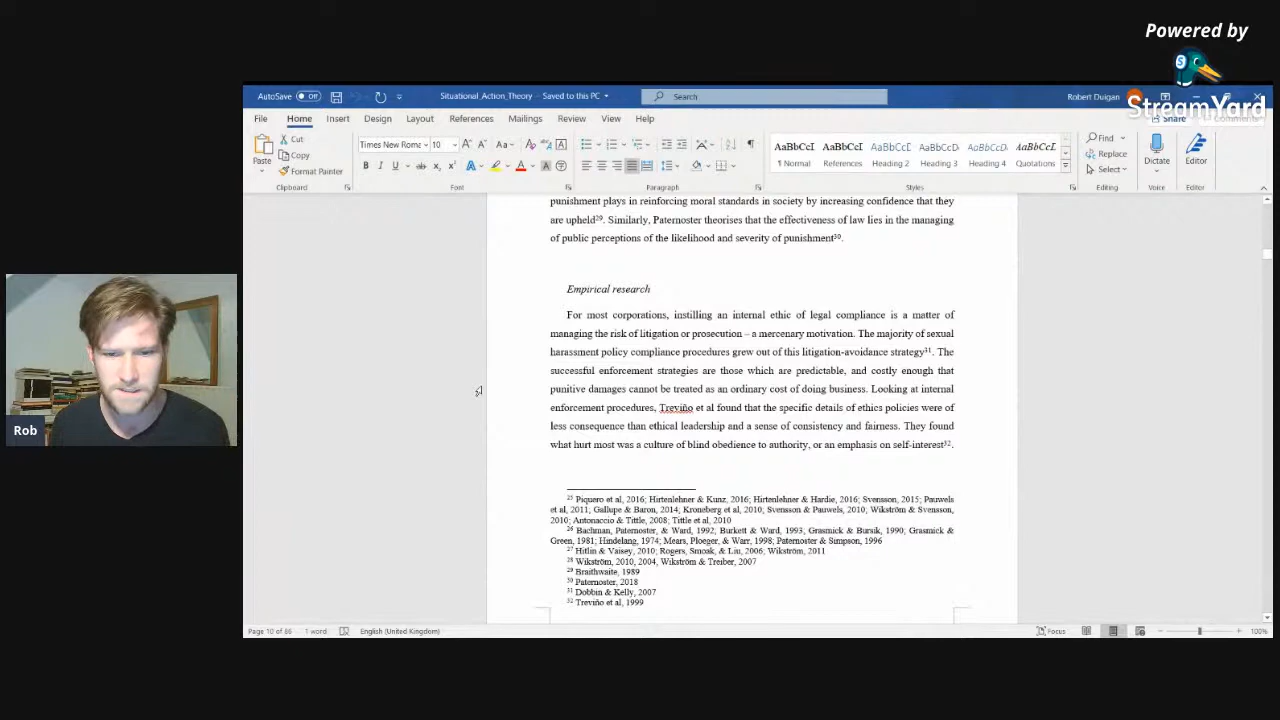 Powered by
StreamYard
AutoSave Off
Situational_Action_Theory – Saved to this PC
Search
Robert Duigan
File Home Insert Design Layout References Mailings Review View Help
Share
Comments
Paste
Cut
Copy
Format Painter
Clipboard
Times New Roma 10
Font
Paragraph
AaBbCcI AaBbCcI AaBbCcI AaBbCcDı AaBbCcDı AaBbCcI
¶ Normal References Heading 2 Heading 3 Heading 4 Quotations
Styles
Find
Replace
Select
Editing
Dictate
Voice
Editor
Editor
punishment plays in reinforcing moral standards in society by increasing confidence that they
are upheld29. Similarly, Paternoster theorises that the effectiveness of law lies in the managing
of public perceptions of the likelihood and severity of punishment30.
Empirical research
For most corporations, instilling an internal ethic of legal compliance is a matter of
managing the risk of litigation or prosecution – a mercenary motivation. The majority of sexual
harassment policy compliance procedures grew out of this litigation-avoidance strategy31. The
successful enforcement strategies are those which are predictable, and costly enough that
punitive damages cannot be treated as an ordinary cost of doing business. Looking at internal
enforcement procedures, Treviño et al found that the specific details of ethics policies were of
less consequence than ethical leadership and a sense of consistency and fairness. They found
what hurt most was a culture of blind obedience to authority, or an emphasis on self-interest32.
25 Piquero et al, 2016; Hirtenlehner & Kunz, 2016; Hirtenlehner & Hardie, 2016; Svensson, 2015; Pauwels
et al, 2011; Gallupe & Baron, 2014; Kroneberg et al, 2010; Svensson & Pauwels, 2010; Wikström & Svensson,
2010; Antonaccio & Tittle, 2008; Tittle et al, 2010
26 Bachman, Paternoster, & Ward, 1992; Burkett & Ward, 1993; Grasmick & Bursik, 1990; Grasmick &
Green, 1981; Hindelang, 1974; Mears, Ploeger, & Warr, 1998; Paternoster & Simpson, 1996
27 Hitlin & Vaisey, 2010; Rogers, Smoak, & Liu, 2006; Wikström, 2011
28 Wikström, 2010, 2004, Wikström & Treiber, 2007
29 Braithwaite, 1989
30 Paternoster, 2018
31 Dobbin & Kelly, 2007
32 Treviño et al, 1999
Rob
Page 10 of 86 1 word English (United Kingdom)
Focus
100%